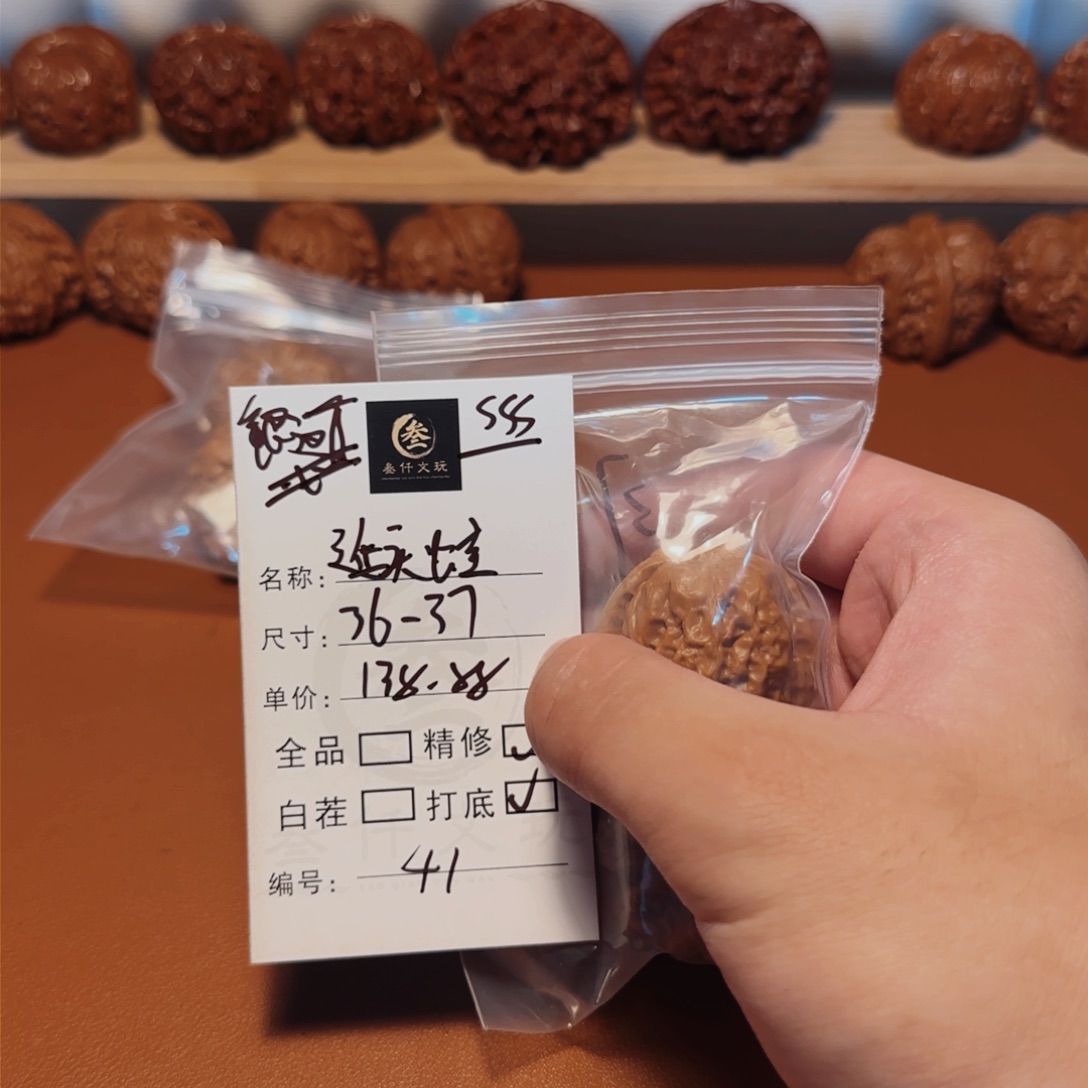 SSS
叁
叁仟文玩
名称：
尺寸：36-37
单价：138.88
全品 精修 ✓
白茬 打底 ✓
编号：41